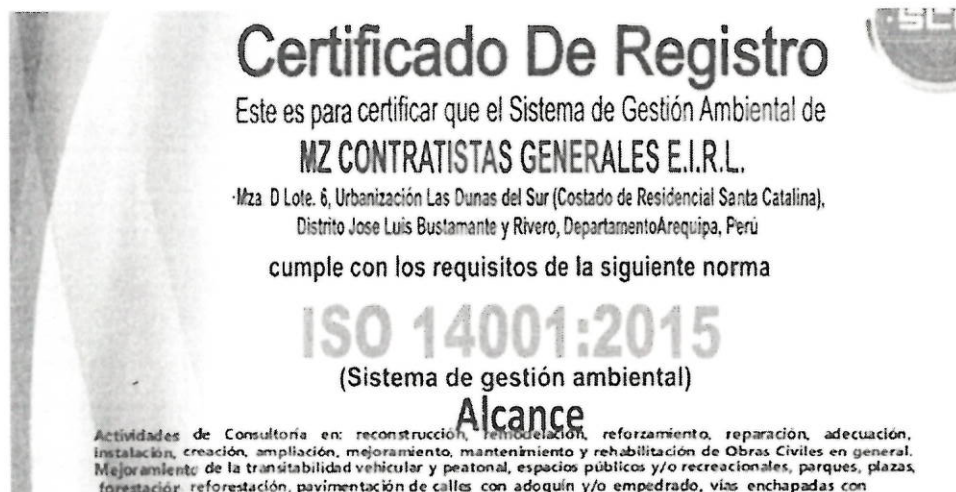 Certificado De Registro
Este es para certificar que el Sistema de Gestión Ambiental de
MZ CONTRATISTAS GENERALES E.I.R.L.
Mza. D Lote. 6, Urbanización Las Dunas del Sur (Costado de Residencial Santa Catalina),
Distrito Jose Luis Bustamante y Rivero, DepartamentoArequipa, Perú
cumple con los requisitos de la siguiente norma
ISO 14001:2015
(Sistema de gestión ambiental)
Alcance
Actividades de Consultoría en: reconstrucción, remodelación, reforzamiento, reparación, adecuación,
instalación, creación, ampliación, mejoramiento, mantenimiento y rehabilitación de Obras Civiles en general.
Mejoramiento de la transitabilidad vehicular y peatonal, espacios públicos y/o recreacionales, parques, plazas,
forestación, reforestación, pavimentación de calles con adoquín y/o empedrado, vías enchapadas con